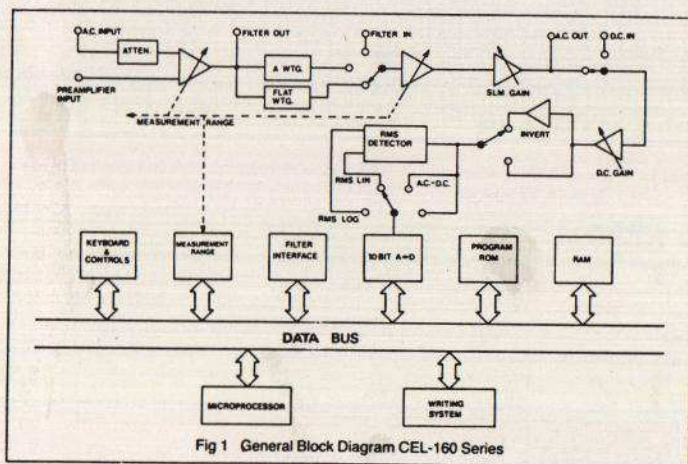 A.C. INPUT
FILTER OUT
FILTER IN
A.C. OUT
D.C. IN
ATTEN.
A WTG.
FLAT WTG.
PREAMPLIFIER INPUT
SLM GAIN
MEASUREMENT RANGE
RMS DETECTOR
INVERT
D.C. GAIN
RMS LIN
A.C.-D.C.
RMS LOG
KEYBOARD & CONTROLS
MEASUREMENT RANGE
FILTER INTERFACE
10 BIT A-D
PROGRAM ROM
RAM
DATA BUS
MICROPROCESSOR
WRITING SYSTEM
Fig 1 General Block Diagram CEL-160 Series